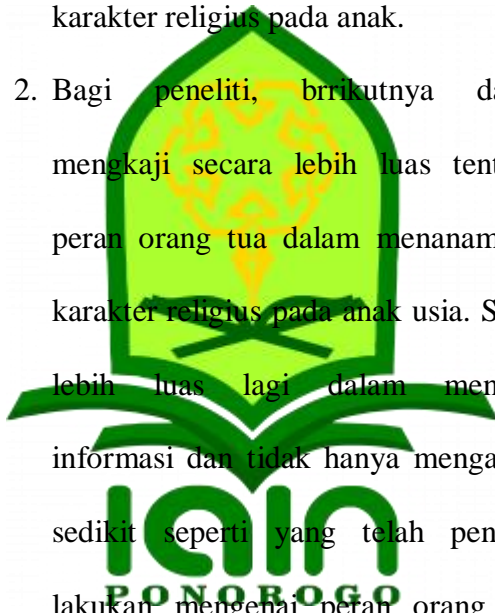 karakter religius pada anak.
2. Bagi peneliti, brrikutnya da
mengkaji secara lebih luas tent
peran orang tua dalam menanam
karakter religius pada anak usia. S
lebih luas lagi dalam men
informasi dan tidak hanya menga
sedikit seperti yang telah pen
iain
PONOROGO
lakukan mengenai peran orang